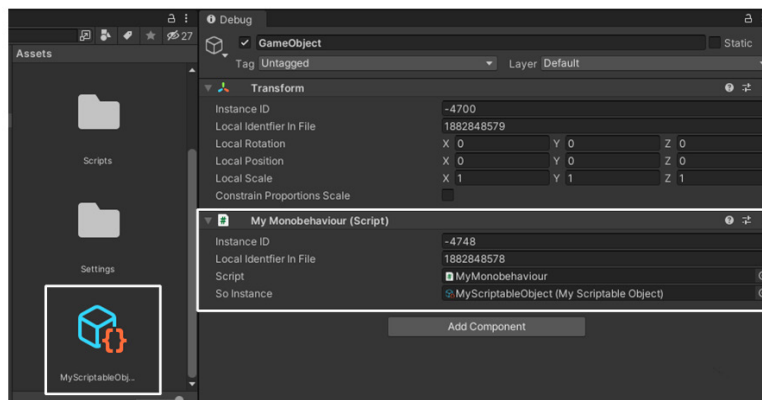 27
Assets
Scripts
Settings
MyScriptableObj...
Debug
GameObject
Static
Tag Untagged
Layer Default
Transform
Instance ID -4700
Local Identfier In File 1882848579
Local Rotation X 0 Y 0 Z 0
Local Position X 0 Y 0 Z 0
Local Scale X 1 Y 1 Z 1
Constrain Proportions Scale
# My Monobehaviour (Script)
Instance ID -4748
Local Identfier In File 1882848578
Script # MyMonobehaviour
So Instance MyScriptableObject (My Scriptable Object)
Add Component